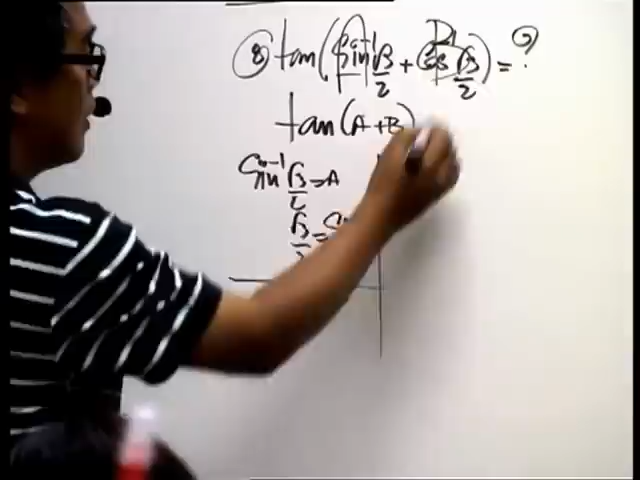 ⑧ tan(sin⁻¹ √3/2 + cos⁻¹ √3/2) = ?
tan(A+B)
sin⁻¹ √3/2 = A
√3/2 =